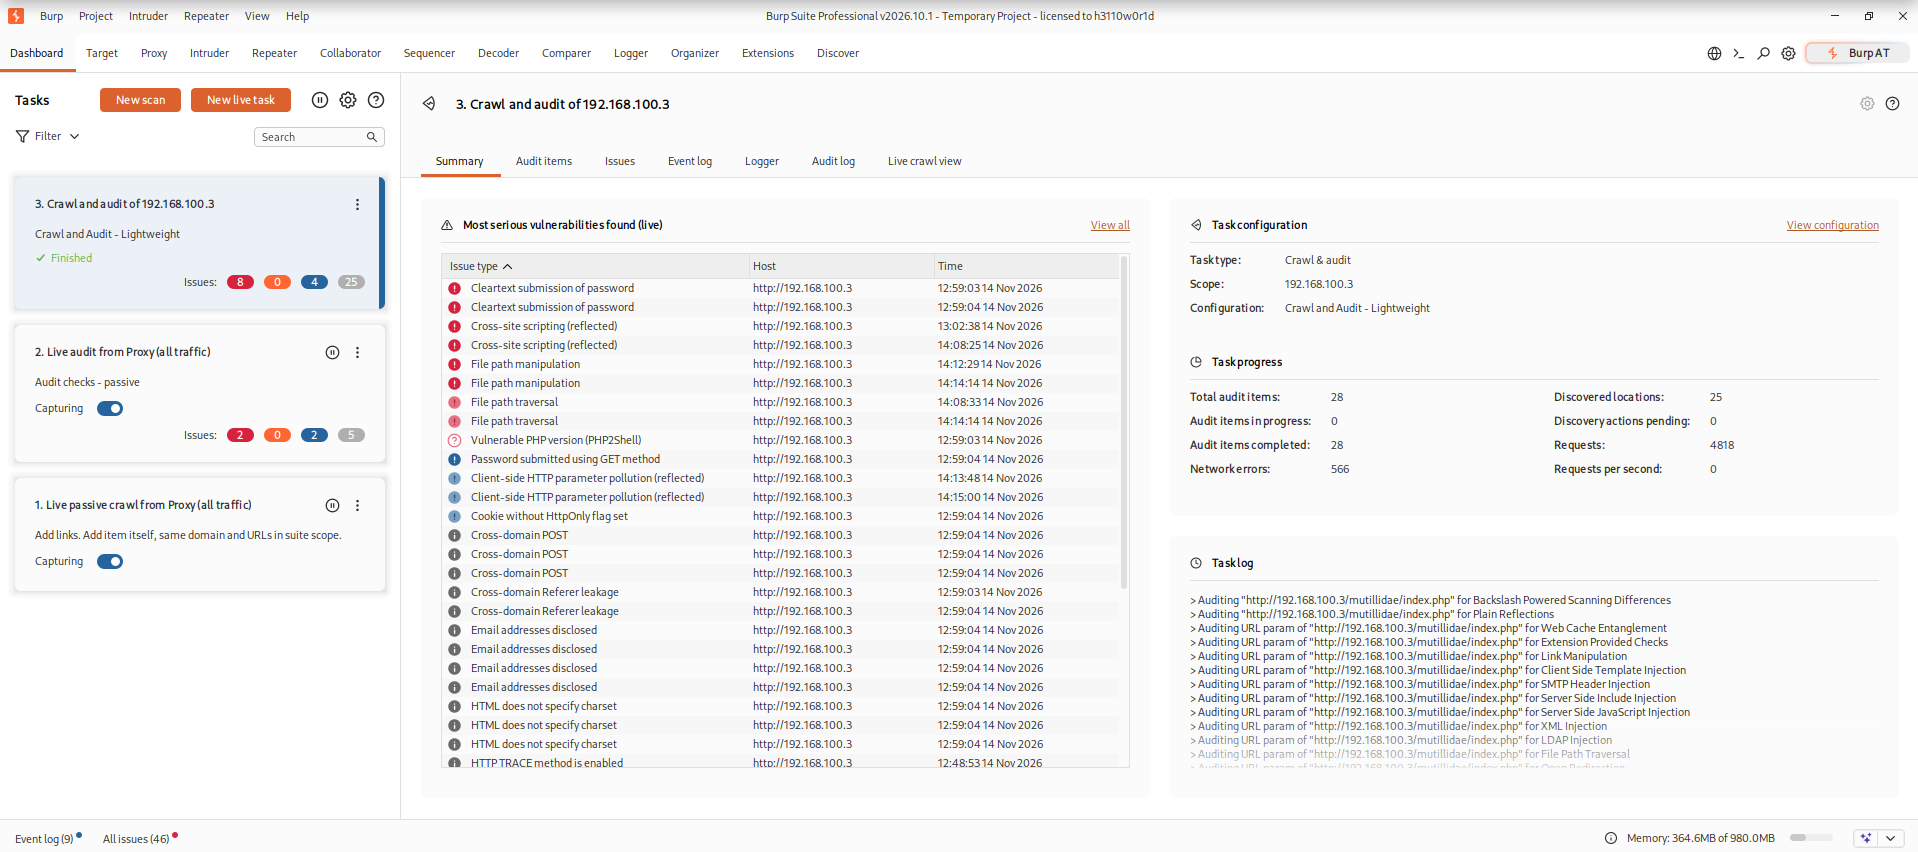 Burp Project Intruder Repeater View Help
Burp Suite Professional v2026.10.1 - Temporary Project - licensed to h3110w0r1d
Dashboard Target Proxy Intruder Repeater Collaborator Sequencer Decoder Comparer Logger Organizer Extensions Discover
Burp AT
Tasks
New scan
New live task
Filter
Search
3. Crawl and audit of 192.168.100.3
Crawl and Audit - Lightweight
Finished
Issues: 8 0 4 25
2. Live audit from Proxy (all traffic)
Audit checks - passive
Capturing
Issues: 2 0 2 5
1. Live passive crawl from Proxy (all traffic)
Add links. Add item itself, same domain and URLs in suite scope.
Capturing
3. Crawl and audit of 192.168.100.3
Summary Audit items Issues Event log Logger Audit log Live crawl view
Most serious vulnerabilities found (live)
View all
Issue type Host Time
Cleartext submission of password http://192.168.100.3 12:59:03 14 Nov 2026
Cleartext submission of password http://192.168.100.3 12:59:04 14 Nov 2026
Cross-site scripting (reflected) http://192.168.100.3 13:02:38 14 Nov 2026
Cross-site scripting (reflected) http://192.168.100.3 14:08:25 14 Nov 2026
File path manipulation http://192.168.100.3 14:12:29 14 Nov 2026
File path manipulation http://192.168.100.3 14:14:14 14 Nov 2026
File path traversal http://192.168.100.3 14:08:33 14 Nov 2026
File path traversal http://192.168.100.3 14:14:14 14 Nov 2026
Vulnerable PHP version (PHP2Shell) http://192.168.100.3 12:59:03 14 Nov 2026
Password submitted using GET method http://192.168.100.3 12:59:04 14 Nov 2026
Client-side HTTP parameter pollution (reflected) http://192.168.100.3 14:13:48 14 Nov 2026
Client-side HTTP parameter pollution (reflected) http://192.168.100.3 14:15:00 14 Nov 2026
Cookie without HttpOnly flag set http://192.168.100.3 12:59:04 14 Nov 2026
Cross-domain POST http://192.168.100.3 12:59:04 14 Nov 2026
Cross-domain POST http://192.168.100.3 12:59:04 14 Nov 2026
Cross-domain POST http://192.168.100.3 12:59:04 14 Nov 2026
Cross-domain Referer leakage http://192.168.100.3 12:59:03 14 Nov 2026
Cross-domain Referer leakage http://192.168.100.3 12:59:04 14 Nov 2026
Email addresses disclosed http://192.168.100.3 12:59:04 14 Nov 2026
Email addresses disclosed http://192.168.100.3 12:59:04 14 Nov 2026
Email addresses disclosed http://192.168.100.3 12:59:04 14 Nov 2026
Email addresses disclosed http://192.168.100.3 12:59:04 14 Nov 2026
HTML does not specify charset http://192.168.100.3 12:59:04 14 Nov 2026
HTML does not specify charset http://192.168.100.3 12:59:04 14 Nov 2026
HTML does not specify charset http://192.168.100.3 12:59:04 14 Nov 2026
HTTP TRACE method is enabled http://192.168.100.3 12:48:53 14 Nov 2026
Task configuration
View configuration
Task type: Crawl & audit
Scope: 192.168.100.3
Configuration: Crawl and Audit - Lightweight
Task progress
Total audit items: 28 Discovered locations: 25
Audit items in progress: 0 Discovery actions pending: 0
Audit items completed: 28 Requests: 4818
Network errors: 566 Requests per second: 0
Task log
> Auditing "http://192.168.100.3/mutillidae/index.php" for Backslash Powered Scanning Differences
> Auditing "http://192.168.100.3/mutillidae/index.php" for Plain Reflections
> Auditing URL param of "http://192.168.100.3/mutillidae/index.php" for Web Cache Entanglement
> Auditing URL param of "http://192.168.100.3/mutillidae/index.php" for Extension Provided Checks
> Auditing URL param of "http://192.168.100.3/mutillidae/index.php" for Link Manipulation
> Auditing URL param of "http://192.168.100.3/mutillidae/index.php" for Client Side Template Injection
> Auditing URL param of "http://192.168.100.3/mutillidae/index.php" for SMTP Header Injection
> Auditing URL param of "http://192.168.100.3/mutillidae/index.php" for Server Side Include Injection
> Auditing URL param of "http://192.168.100.3/mutillidae/index.php" for Server Side JavaScript Injection
> Auditing URL param of "http://192.168.100.3/mutillidae/index.php" for XML Injection
> Auditing URL param of "http://192.168.100.3/mutillidae/index.php" for LDAP Injection
> Auditing URL param of "http://192.168.100.3/mutillidae/index.php" for File Path Traversal
> Auditing URL param of "http://192.168.100.3/mutillidae/index.php" for Open Redirection
Event log (9) All issues (46)
Memory: 364.6MB of 980.0MB